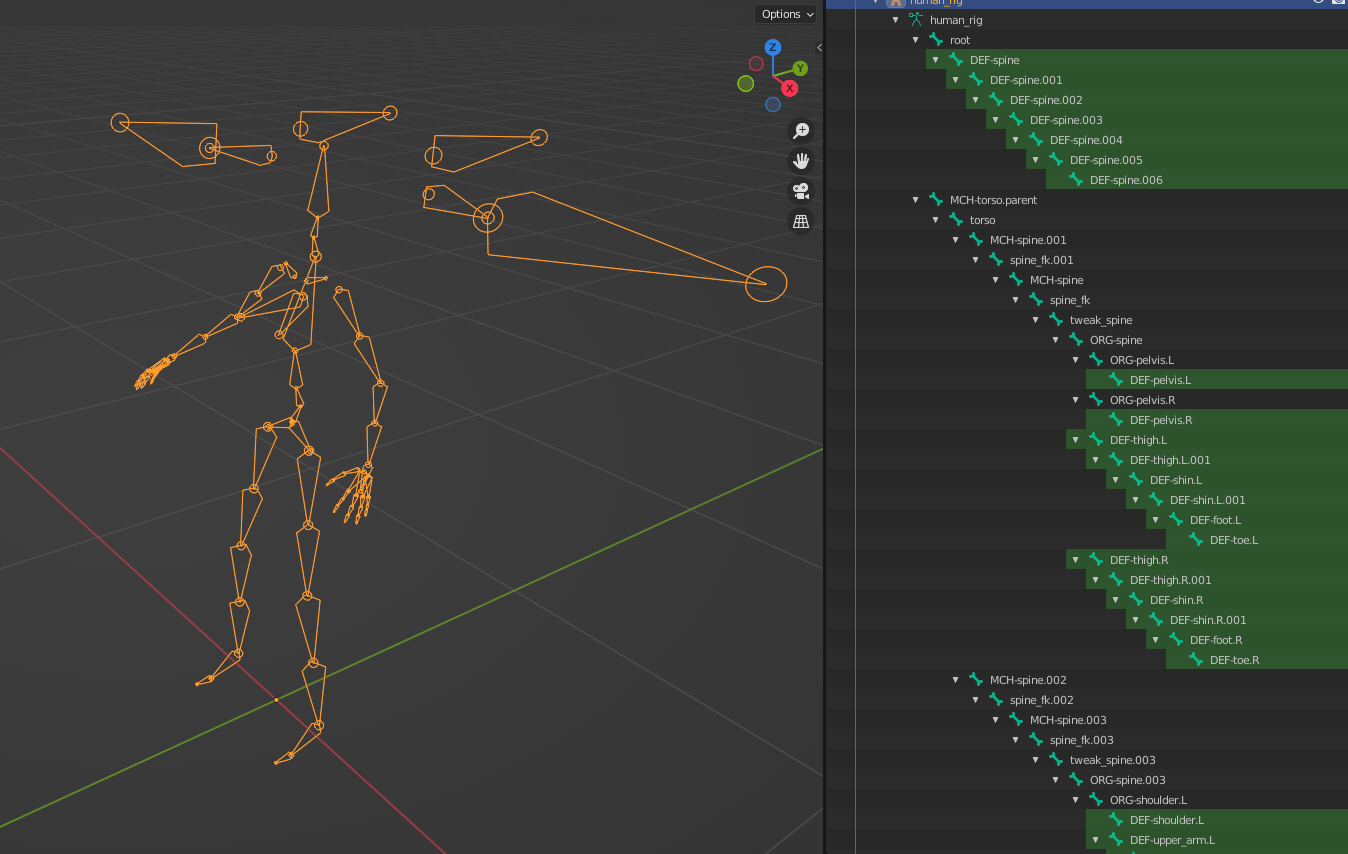 Options
Z
Y
X
human_rig
human_rig
root
DEF-spine
DEF-spine.001
DEF-spine.002
DEF-spine.003
DEF-spine.004
DEF-spine.005
DEF-spine.006
MCH-torso.parent
torso
MCH-spine.001
spine_fk.001
MCH-spine
spine_fk
tweak_spine
ORG-spine
ORG-pelvis.L
DEF-pelvis.L
ORG-pelvis.R
DEF-pelvis.R
DEF-thigh.L
DEF-thigh.L.001
DEF-shin.L
DEF-shin.L.001
DEF-foot.L
DEF-toe.L
DEF-thigh.R
DEF-thigh.R.001
DEF-shin.R
DEF-shin.R.001
DEF-foot.R
DEF-toe.R
MCH-spine.002
spine_fk.002
MCH-spine.003
spine_fk.003
tweak_spine.003
ORG-spine.003
ORG-shoulder.L
DEF-shoulder.L
DEF-upper_arm.L